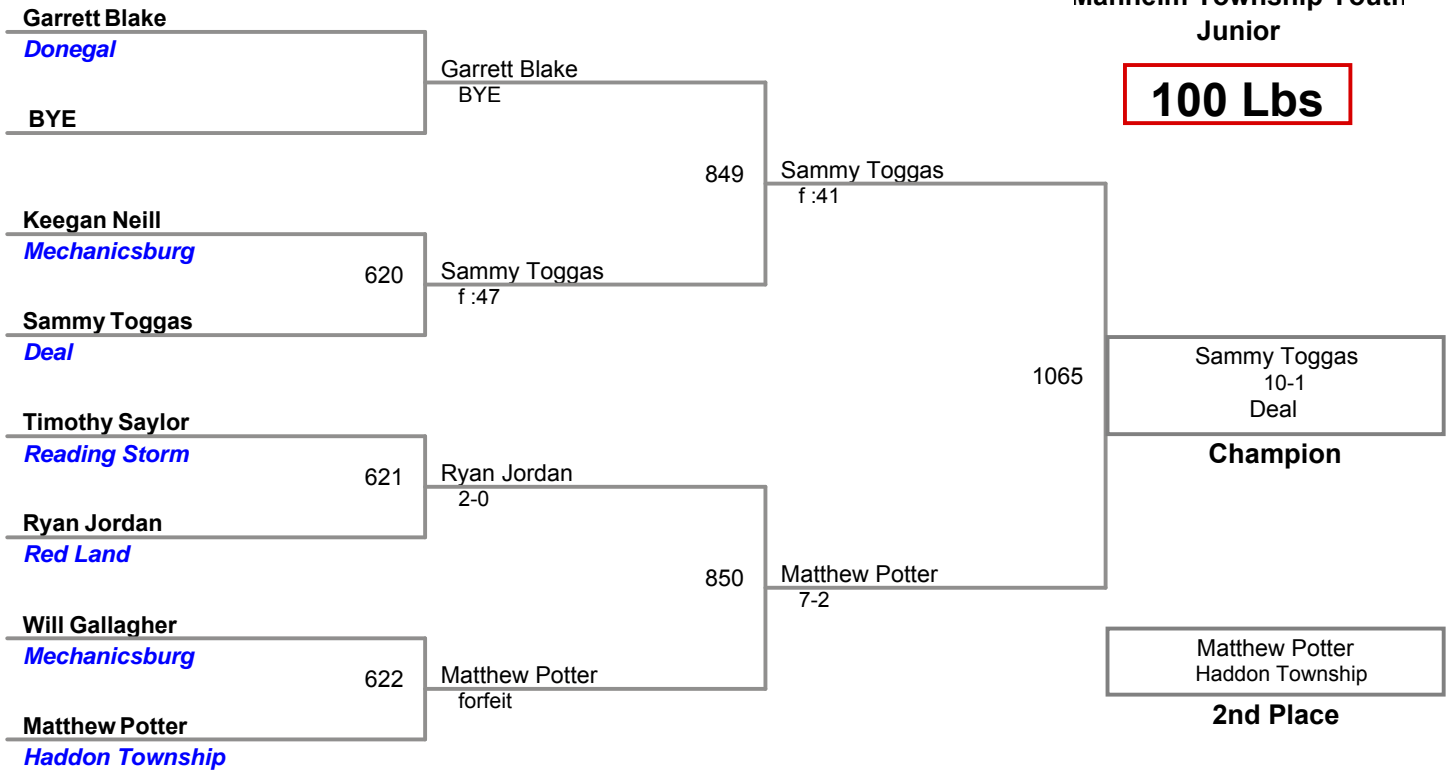 Manheim Township Youth
Junior
100 Lbs
Garrett Blake
Donegal
BYE
Keegan Neill
Mechanicsburg
Sammy Toggas
Deal
Timothy Saylor
Reading Storm
Ryan Jordan
Red Land
Will Gallagher
Mechanicsburg
Matthew Potter
Haddon Township
Garrett Blake
BYE
620
Sammy Toggas
f :47
621
Ryan Jordan
2-0
622
Matthew Potter
forfeit
849
Sammy Toggas
f :41
850
Matthew Potter
7-2
1065
Sammy Toggas
10-1
Deal
Champion
Matthew Potter
Haddon Township
2nd Place